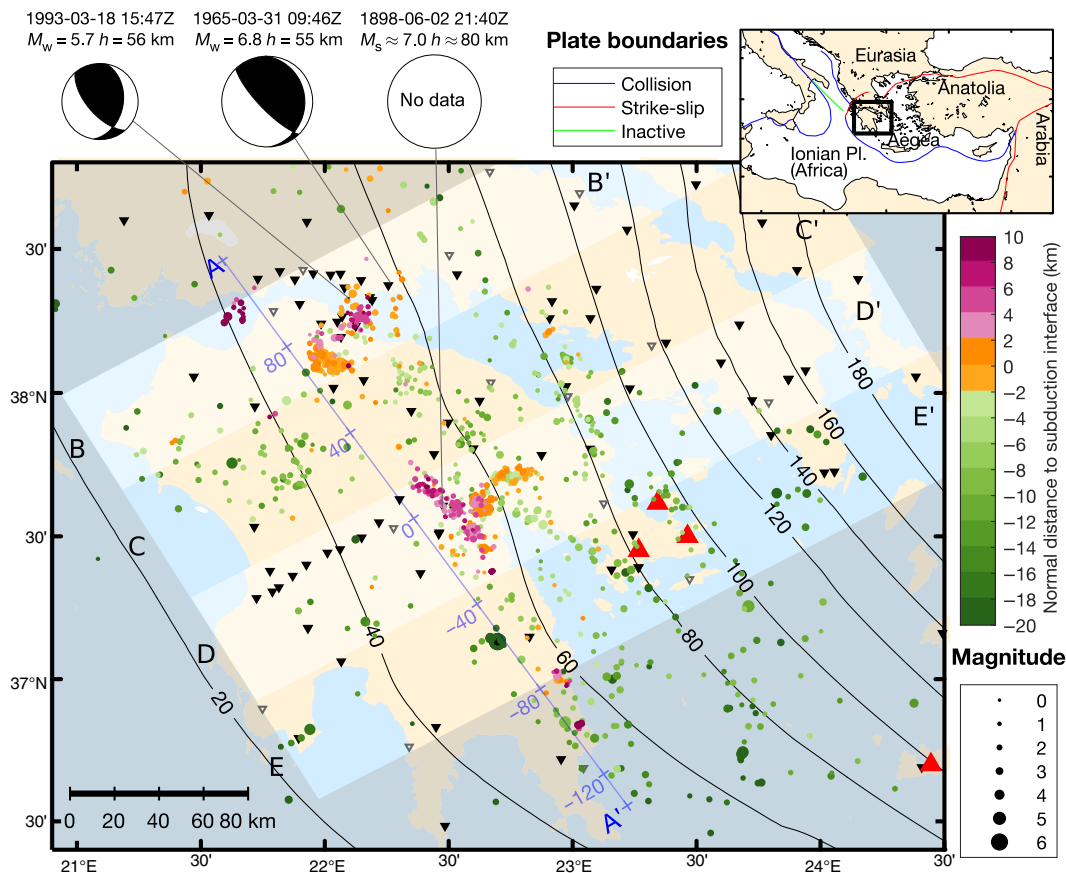 1993-03-18 15:47Z
Mw = 5.7 h = 56 km
1965-03-31 09:46Z
Mw = 6.8 h = 55 km
1898-06-02 21:40Z
Ms ≈ 7.0 h ≈ 80 km
No data
Plate boundaries
Collision
Strike-slip
Inactive
Eurasia
Anatolia
Aegea
Ionian Pl.
(Africa)
Arabia
B'
C'
D'
E'
A
B
C
D
E
A'
80
40
0
−40
−80
−120
20
40
60
80
100
120
140
160
180
30'
38°N
30'
37°N
30'
21°E
30'
22°E
30'
23°E
30'
24°E
30'
0 20 40 60 80 km
10
8
6
4
2
0
−2
−4
−6
−8
−10
−12
−14
−16
−18
−20
Normal distance to subduction interface (km)
Magnitude
0
1
2
3
4
5
6